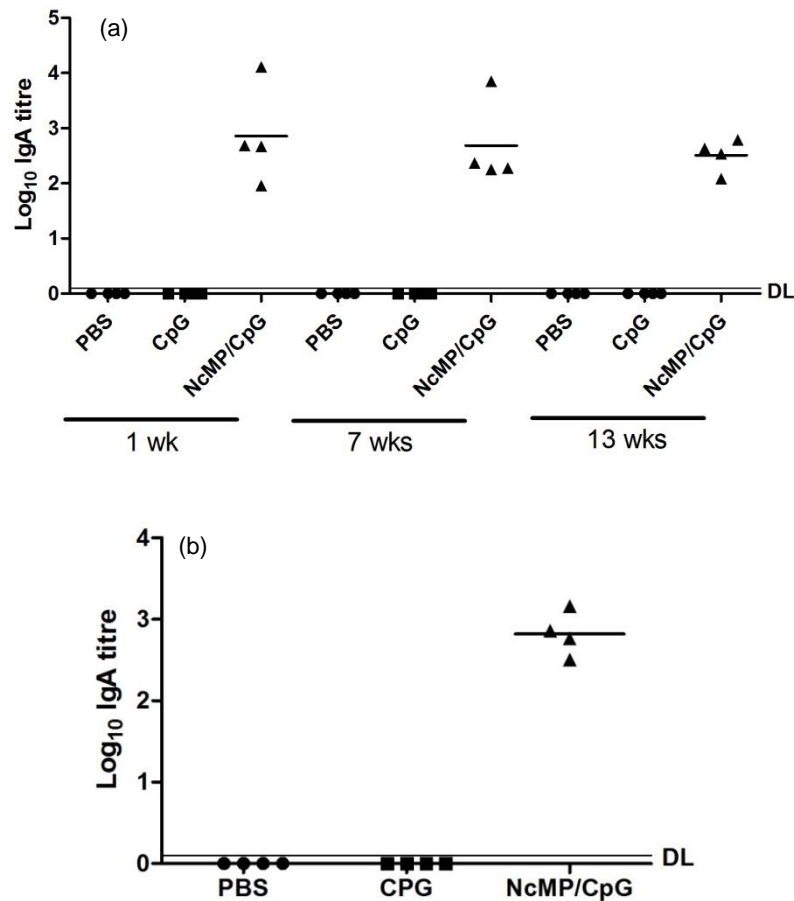 (a)
5
4
3
2
1
0
Log10 IgA titre
DL
PBS
CpG
NcMP/CpG
PBS
CpG
NcMP/CpG
PBS
CpG
NcMP/CpG
1 wk
7 wks
13 wks
(b)
4
3
2
1
0
Log10 IgA titre
DL
PBS
CPG
NcMP/CpG